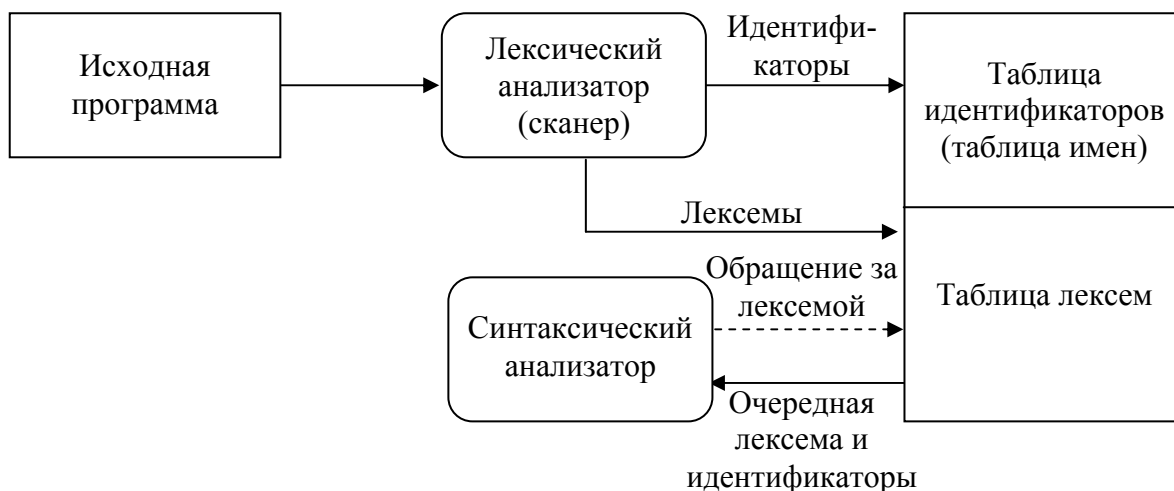 Исходная
программа
Лексический
анализатор
(сканер)
Идентифи-
каторы
Таблица
идентификаторов
(таблица имен)
Лексемы
Обращение за
лексемой
Таблица лексем
Синтаксический
анализатор
Очередная
лексема и
идентификаторы